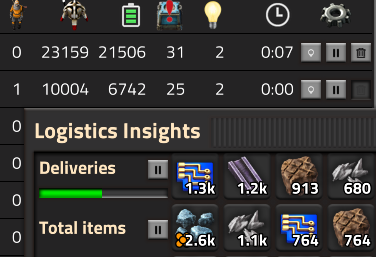 0 23159 21506 31 2 0:07
1 10004 6742 25 2 0:00
0
Logistics Insights
0
Deliveries 1.3k 1.2k 913 680
0
Total items 2.6k 1.1k 764 764
0